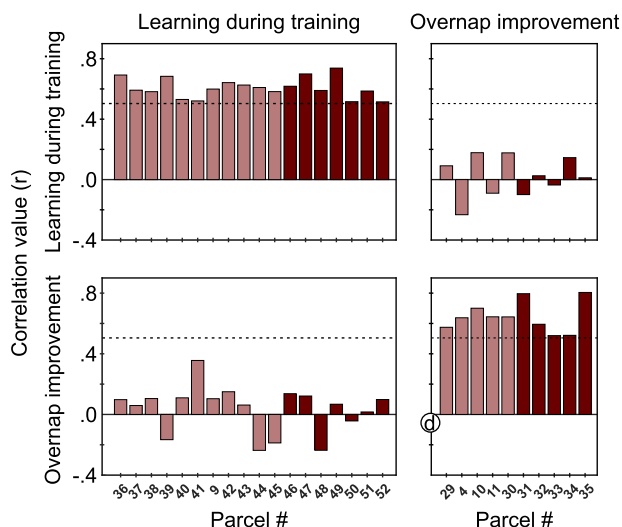 Learning during training
Overnap improvement
Correlation value (r)
Learning during training
.8
.4
.0
-.4
Overnap improvement
.8
.4
0.0
-.4
d
36 37 38 39 40 41 9 42 43 44 45 46 47 48 49 50 51 52
29 4 10 11 30 31 32 33 34 35
Parcel #
Parcel #